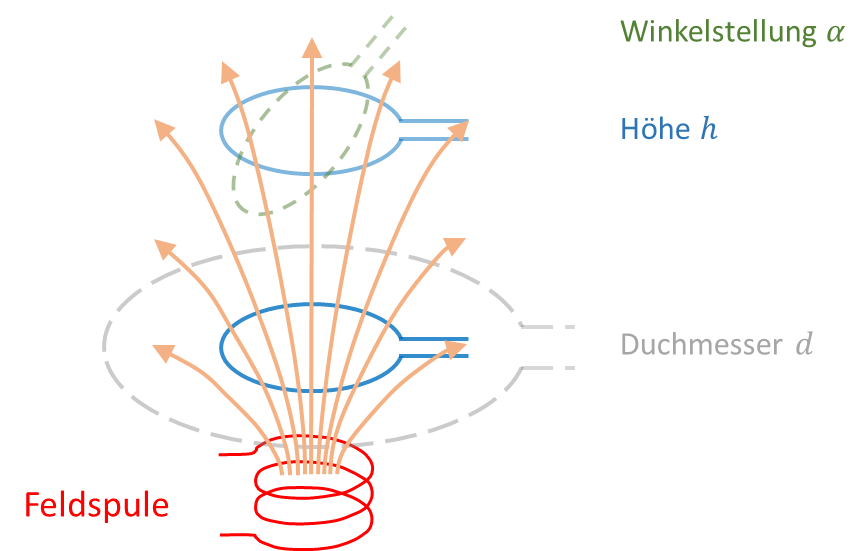 Winkelstellung α
Höhe h
Duchmesser d
Feldspule